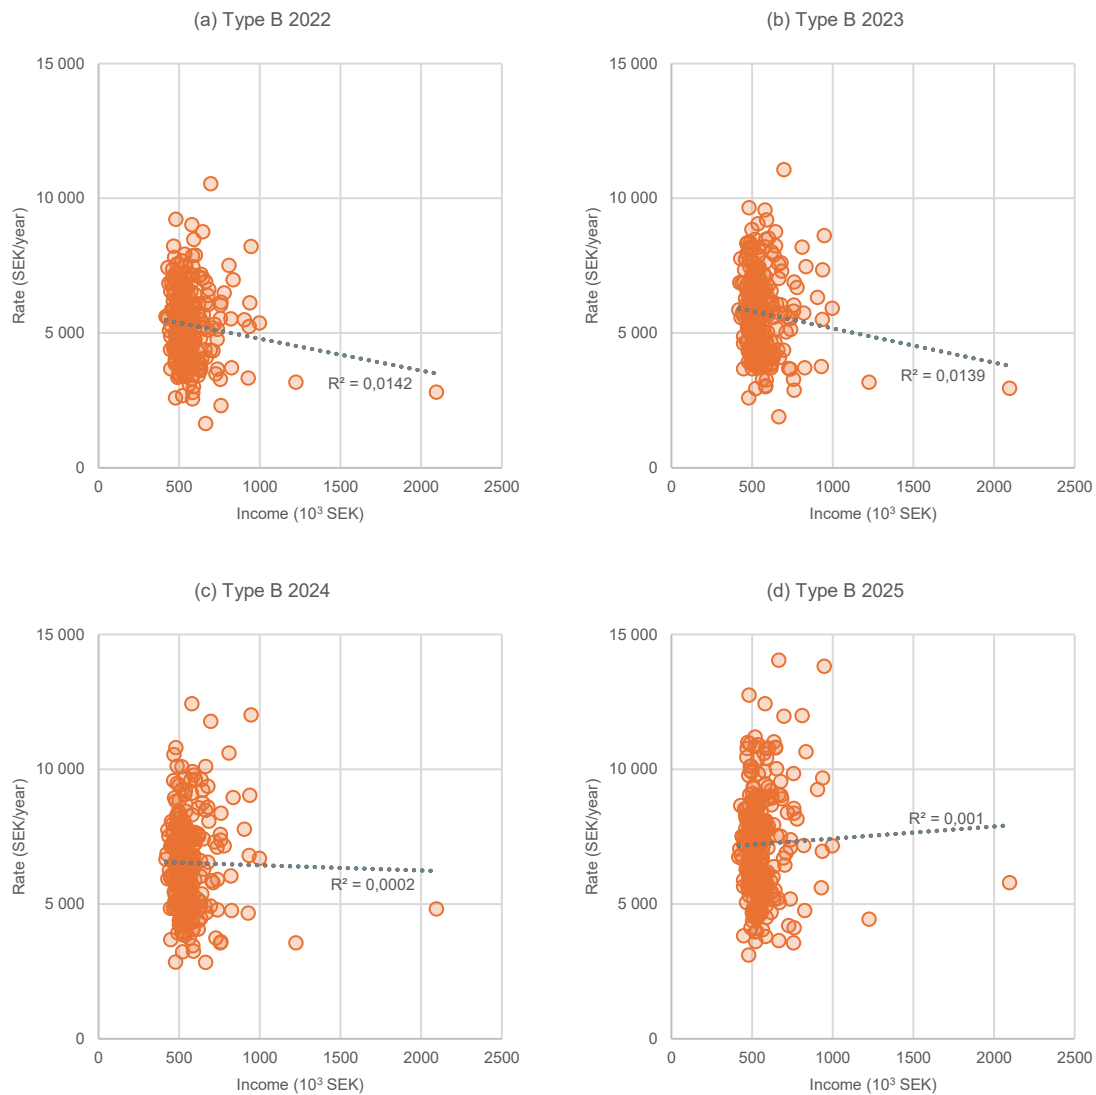 (a) Type B 2022
15 000
10 000
5 000
0
Rate (SEK/year)
R² = 0,0142
0 500 1000 1500 2000 2500
Income (10³ SEK)
(b) Type B 2023
15 000
10 000
5 000
0
Rate (SEK/year)
R² = 0,0139
0 500 1000 1500 2000 2500
Income (10³ SEK)
(c) Type B 2024
15 000
10 000
5 000
0
Rate (SEK/year)
R² = 0,0002
0 500 1000 1500 2000 2500
Income (10³ SEK)
(d) Type B 2025
15 000
10 000
5 000
0
Rate (SEK/year)
R² = 0,001
0 500 1000 1500 2000 2500
Income (10³ SEK)